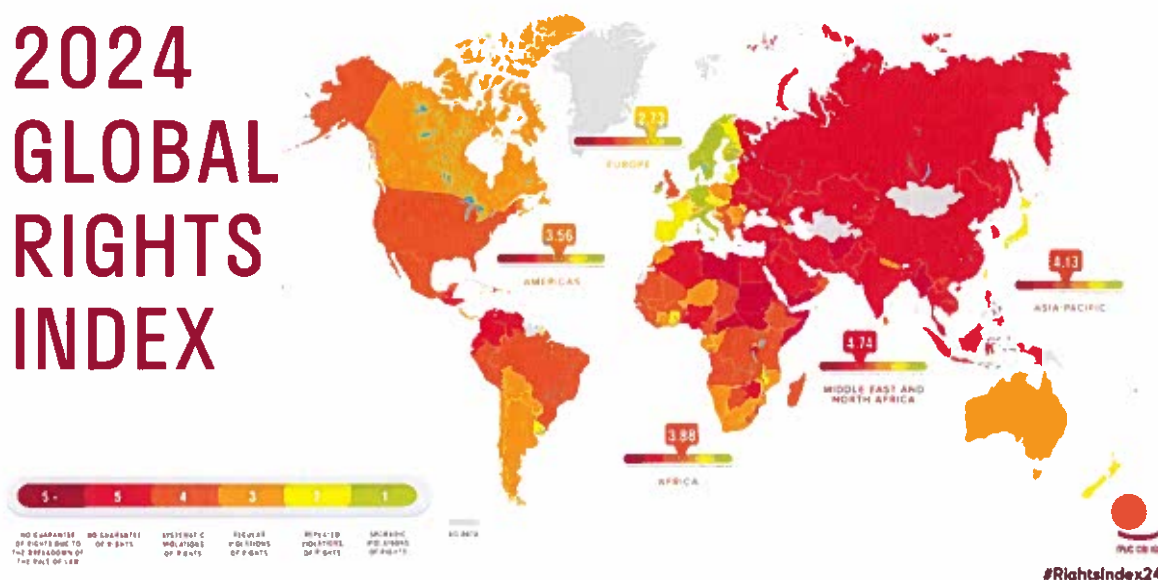 2024
GLOBAL
RIGHTS
INDEX
2.73
EUROPE
3.56
AMERICAS
4.13
ASIA-PACIFIC
4.74
MIDDLE EAST AND
NORTH AFRICA
3.88
AFRICA
5+ 5 4 3 2 1
NO GUARANTEE
OF RIGHTS DUE TO
THE BREAKDOWN OF
THE RULE OF LAW
NO GUARANTEE
OF RIGHTS
SYSTEMATIC
VIOLATIONS
OF RIGHTS
REGULAR
VIOLATIONS
OF RIGHTS
REPEATED
VIOLATIONS
OF RIGHTS
SPORADIC
VIOLATIONS
OF RIGHTS
NO DATA
#RightsIndex24